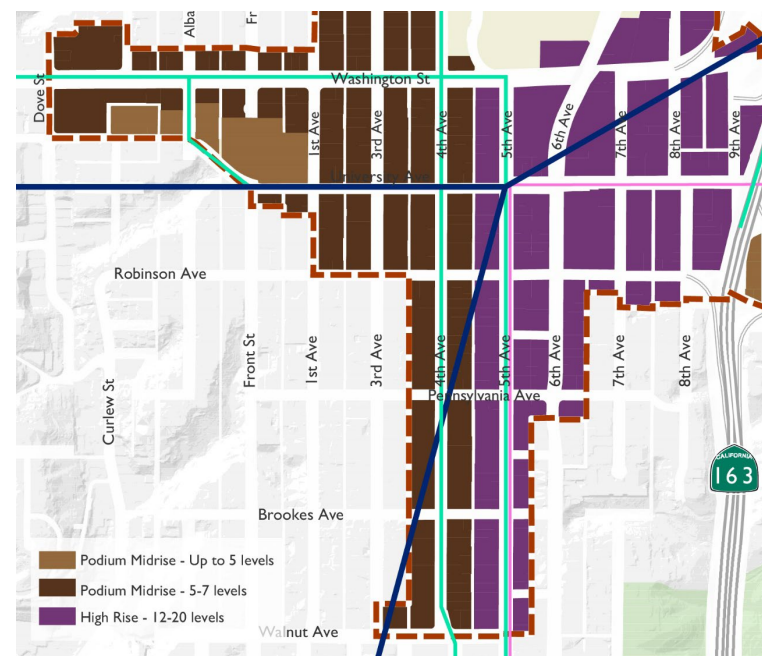 Alba
Fr
Dove St
Washington St
1st Ave
3rd Ave
4th Ave
5th Ave
6th Ave
7th Ave
8th Ave
9th Ave
University Ave
Robinson Ave
Curlew St
Front St
1st Ave
3rd Ave
4th Ave
5th Ave
6th Ave
7th Ave
8th Ave
Pennsylvania Ave
CALIFORNIA
163
Brookes Ave
Podium Midrise - Up to 5 levels
Podium Midrise - 5-7 levels
High Rise - 12-20 levels
Walnut Ave